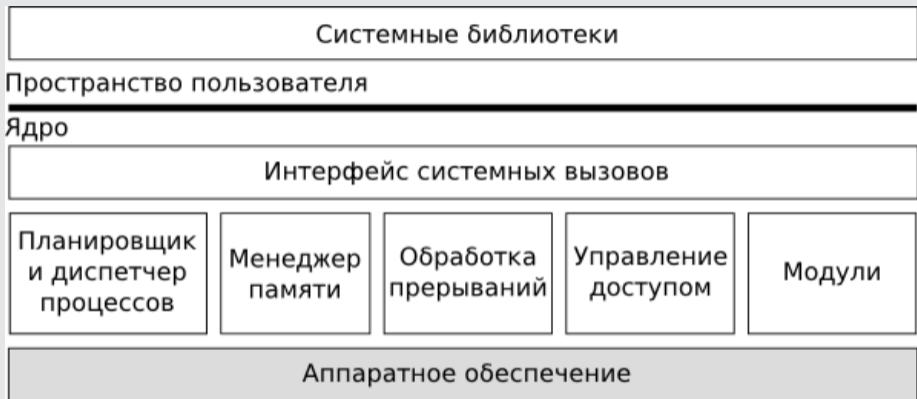 Системные библиотеки
Пространство пользователя
Ядро
Интерфейс системных вызовов
Планировщик
и диспетчер
процессов
Менеджер
памяти
Обработка
прерываний
Управление
доступом
Модули
Аппаратное обеспечение